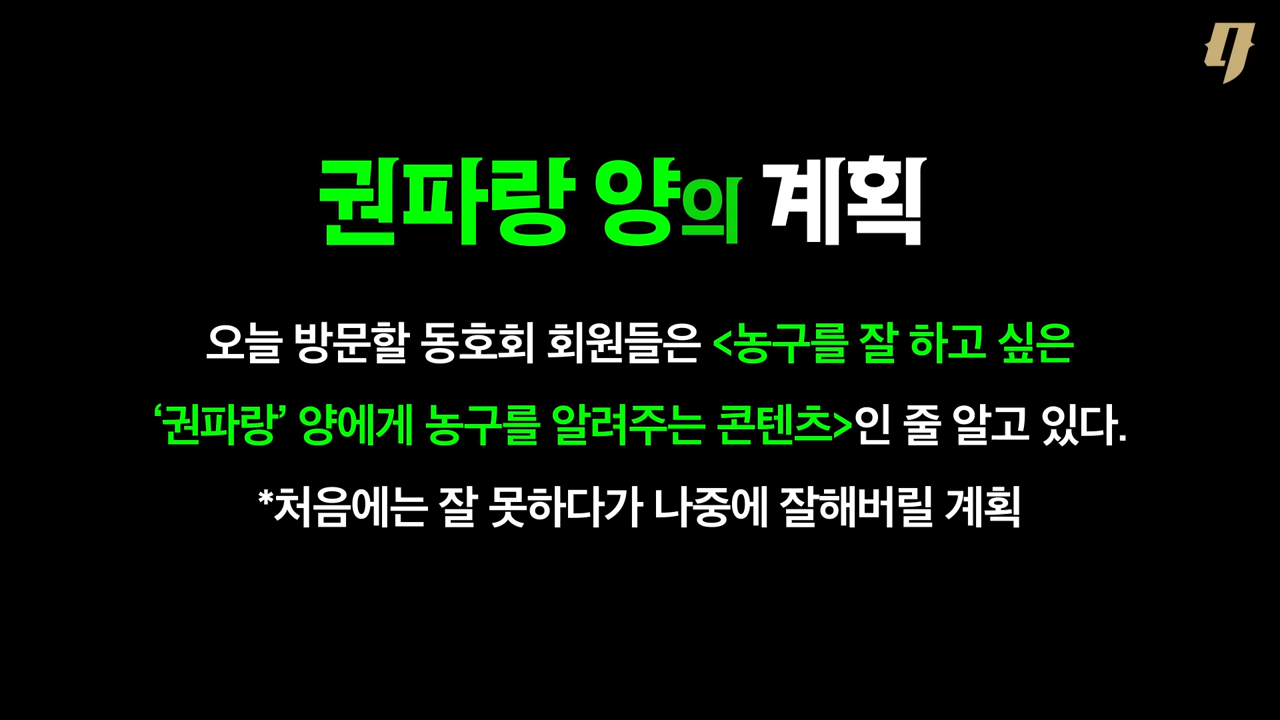 권파랑 양의 계획
오늘 방문할 동호회 회원들은 <농구를 잘 하고 싶은
‘권파랑’ 양에게 농구를 알려주는 콘텐츠>인 줄 알고 있다.
*처음에는 잘 못하다가 나중에 잘해버릴 계획